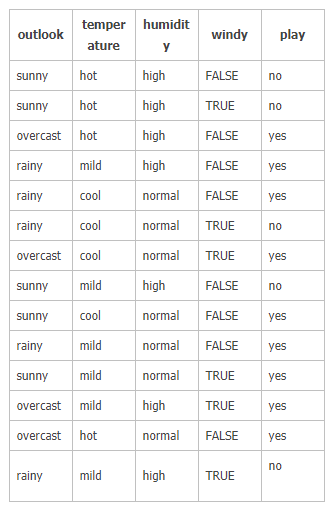 outlook temper ature humidit y windy play
sunny hot high FALSE no
sunny hot high TRUE no
overcast hot high FALSE yes
rainy mild high FALSE yes
rainy cool normal FALSE yes
rainy cool normal TRUE no
overcast cool normal TRUE yes
sunny mild high FALSE no
sunny cool normal FALSE yes
rainy mild normal FALSE yes
sunny mild normal TRUE yes
overcast mild high TRUE yes
overcast hot normal FALSE yes
rainy mild high TRUE no